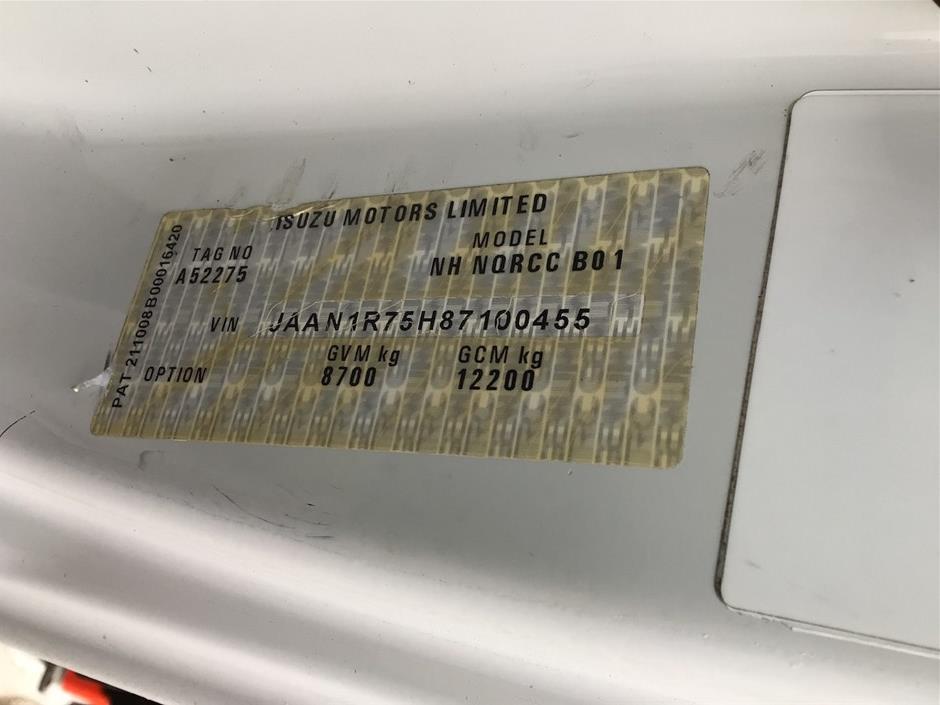 ISUZU MOTORS LIMITED
TAG NO
A52275
MODEL
NH NQRCC B01
VIN JAAN1R75H87100455
OPTION
GVM kg
8700
GCM kg
12200
PAT 211008B00016420